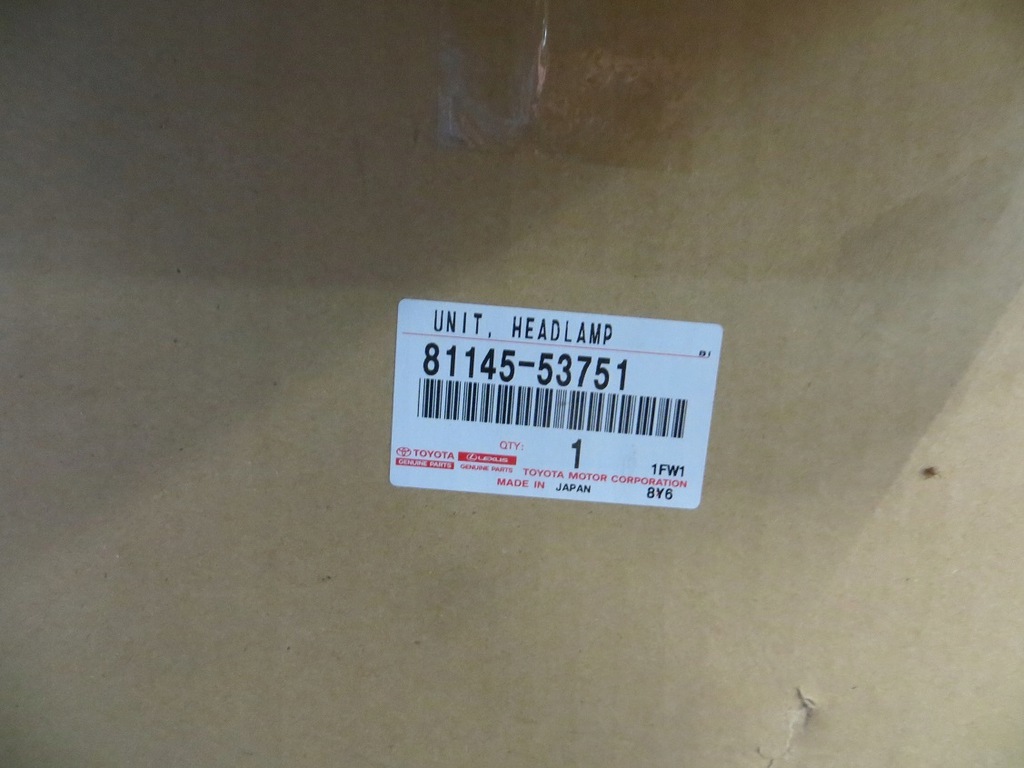 UNIT, HEADLAMP
81145-53751
QTY: 1
TOYOTA LEXUS 1FW1
GENUINE PARTS GENUINE PARTS TOYOTA MOTOR CORPORATION
MADE IN JAPAN 8Y6